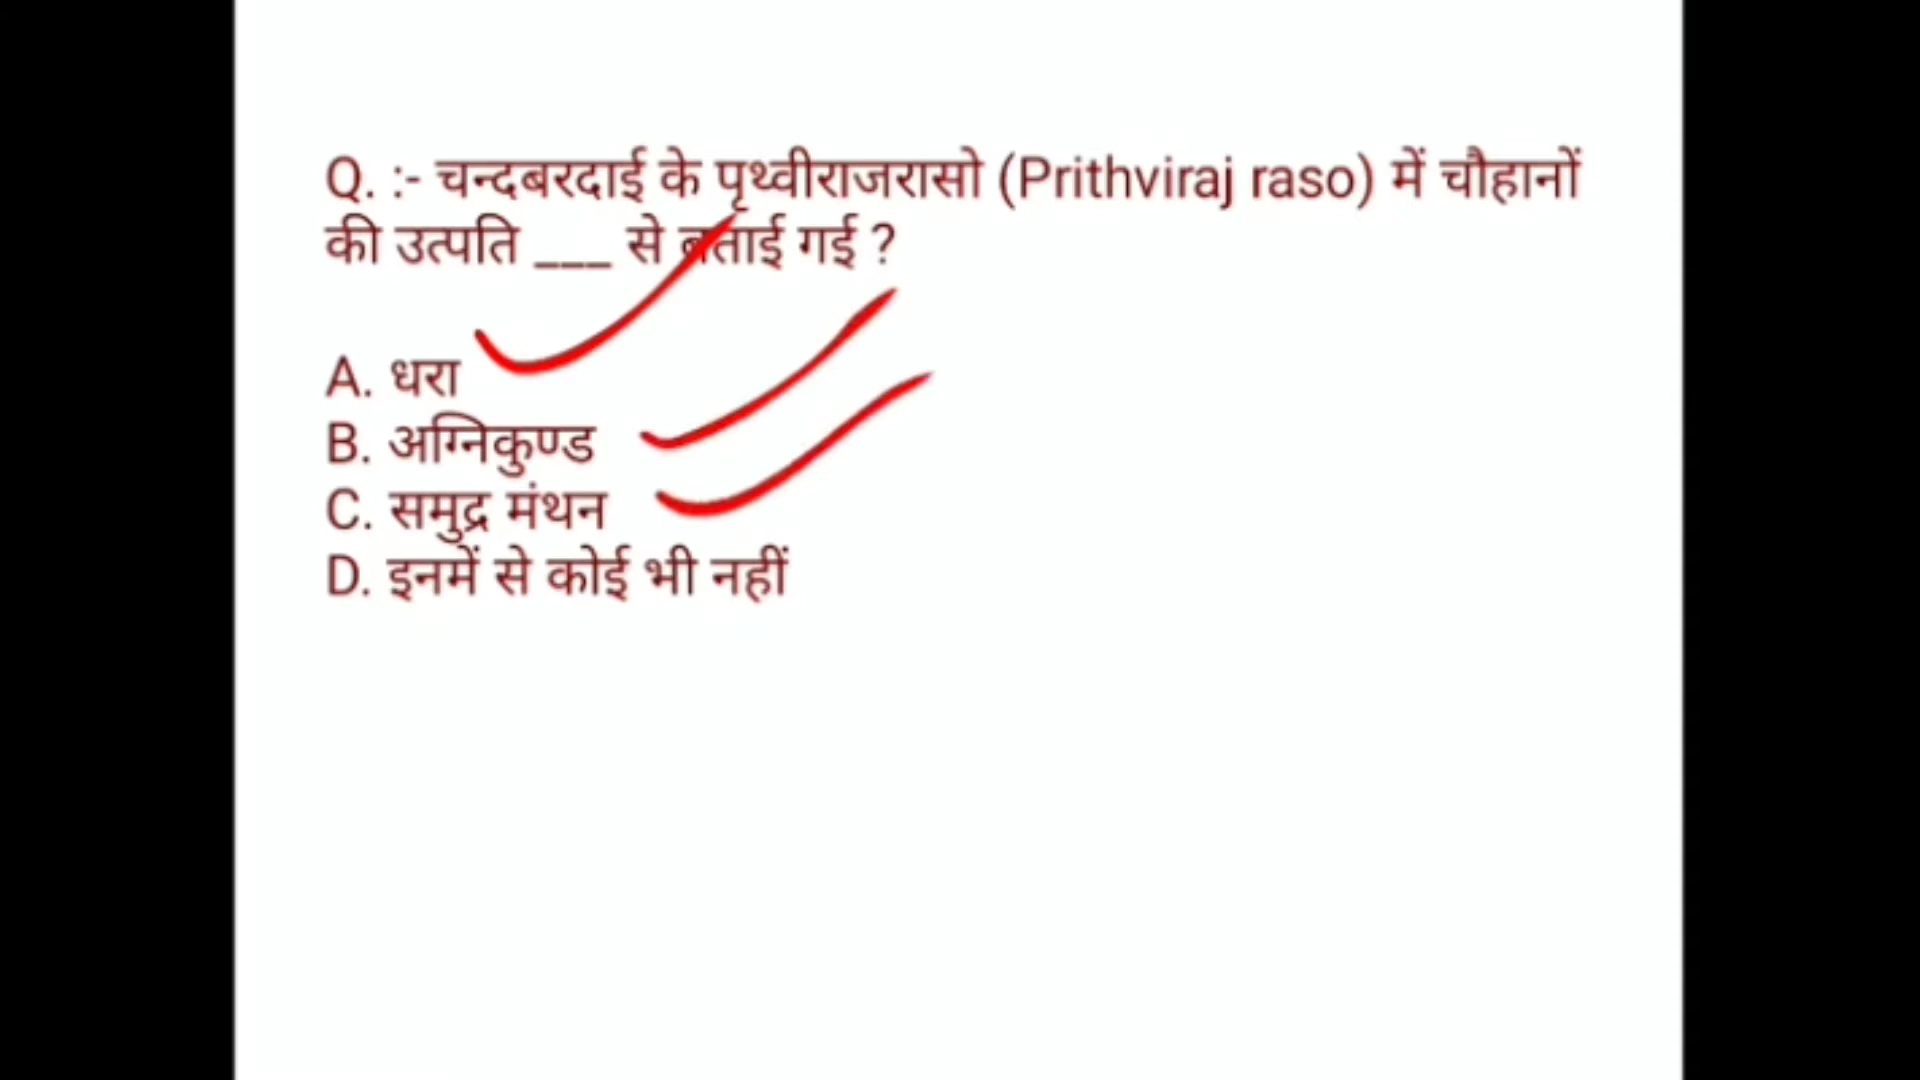 Q. :- चन्दबरदाई के पृथ्वीराजरासो (Prithviraj raso) में चौहानों
की उत्पति ___ से बताई गई ?
A. धरा
B. अग्निकुण्ड
C. समुद्र मंथन
D. इनमें से कोई भी नहीं